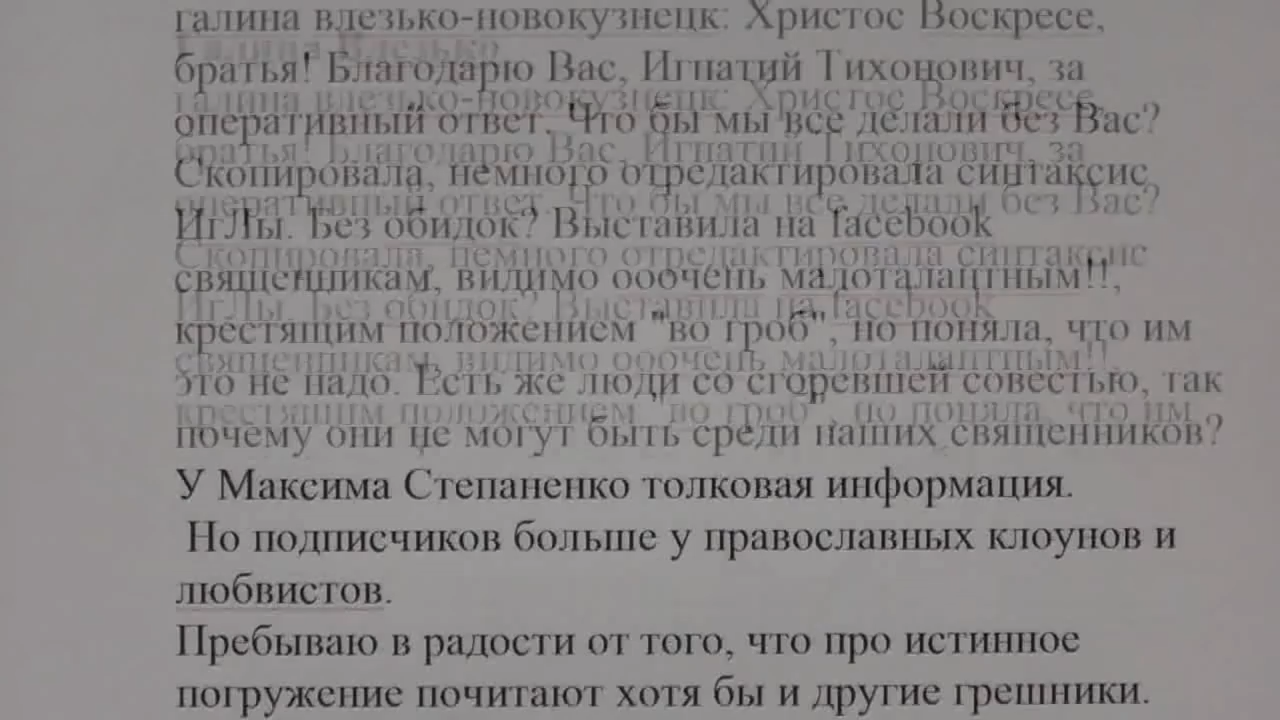 галина влезько-новокузнецк: Христос Воскресе,
братья! Благодарю Вас, Игнатий Тихонович, за
оперативный ответ. Что бы мы все делали без Вас?
Скопировала, немного отредактировала синтаксис
ИгЛы. Без обидок? Выставила на facebook
священникам, видимо ооочень малоталантным!!,
крестящим положением "во гроб", но поняла, что им
это не надо. Есть же люди со сгоревшей совестью, так
почему они не могут быть среди наших священников?
У Максима Степаненко толковая информация.
Но подписчиков больше у православных клоунов и
любвистов.
Пребываю в радости от того, что про истинное
погружение почитают хотя бы и другие грешники.